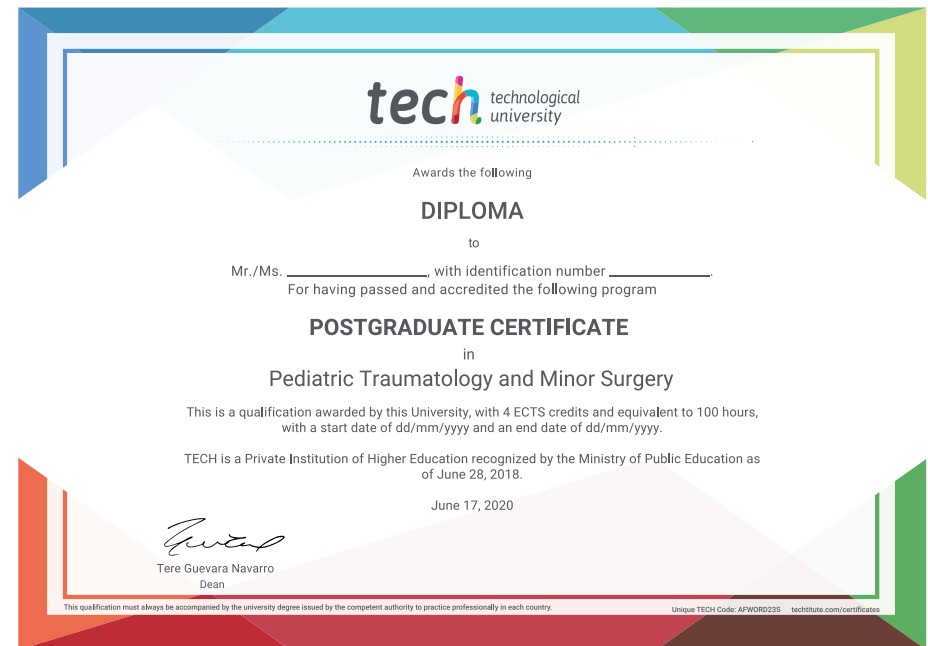 tech technological
university
Awards the following
DIPLOMA
to
Mr./Ms. ____________________, with identification number ______________.
For having passed and accredited the following program
POSTGRADUATE CERTIFICATE
in
Pediatric Traumatology and Minor Surgery
This is a qualification awarded by this University, with 4 ECTS credits and equivalent to 100 hours,
with a start date of dd/mm/yyyy and an end date of dd/mm/yyyy.
TECH is a Private Institution of Higher Education recognized by the Ministry of Public Education as
of June 28, 2018.
June 17, 2020
Tere Guevara Navarro
Dean
This qualification must always be accompanied by the university degree issued by the competent authority to practice professionally in each country.
Unique TECH Code: AFWORD23S techtitute.com/certificates